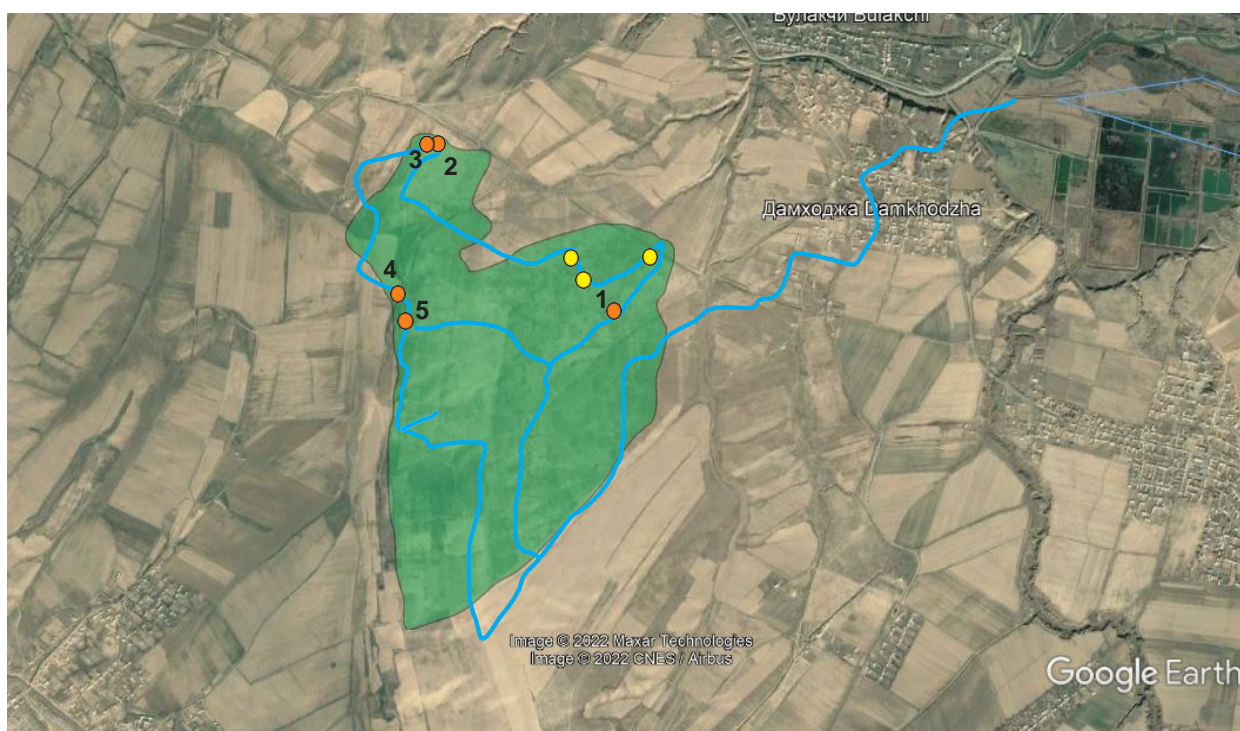 Булакчи Bulakchi
3
2
Дамходжа Damkhodzha
4
1
5
Image © 2022 Maxar Technologies
Image © 2022 CNES / Airbus
Google Earth